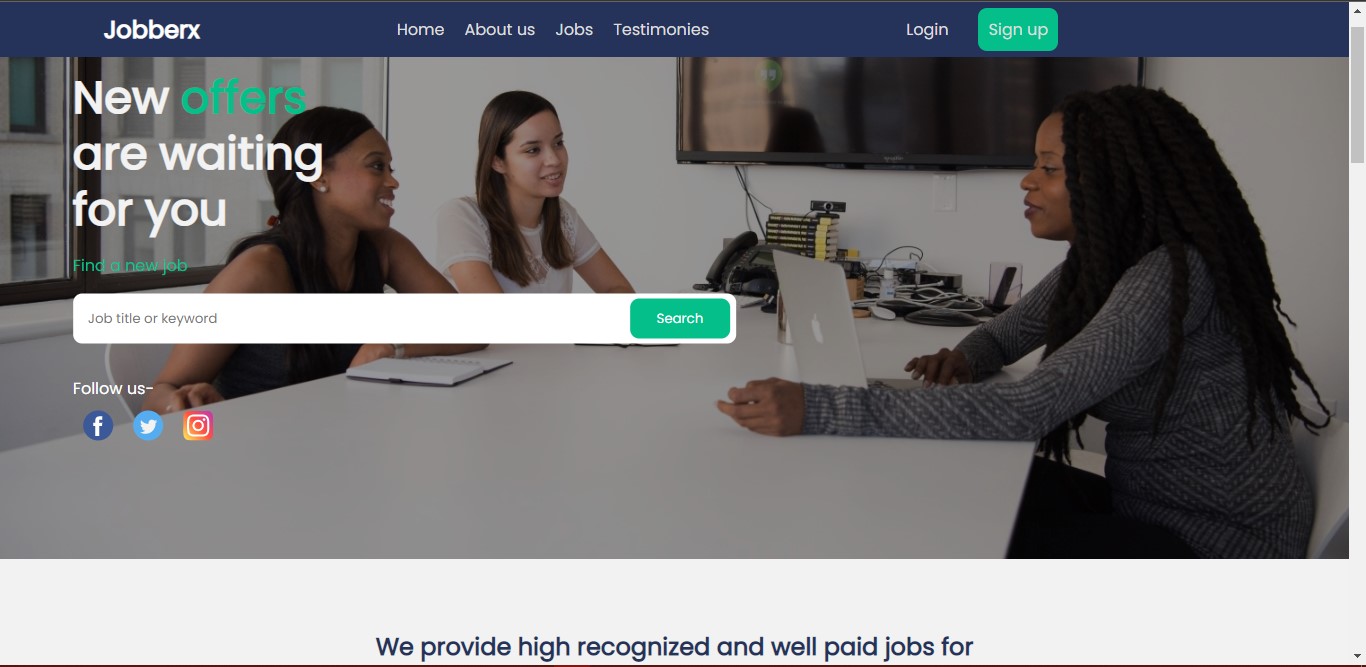 Jobberx Home About us Jobs Testimonies Login Sign up
New offers
are waiting
for you
Find a new job
Job title or keyword Search
Follow us-
We provide high recognized and well paid jobs for